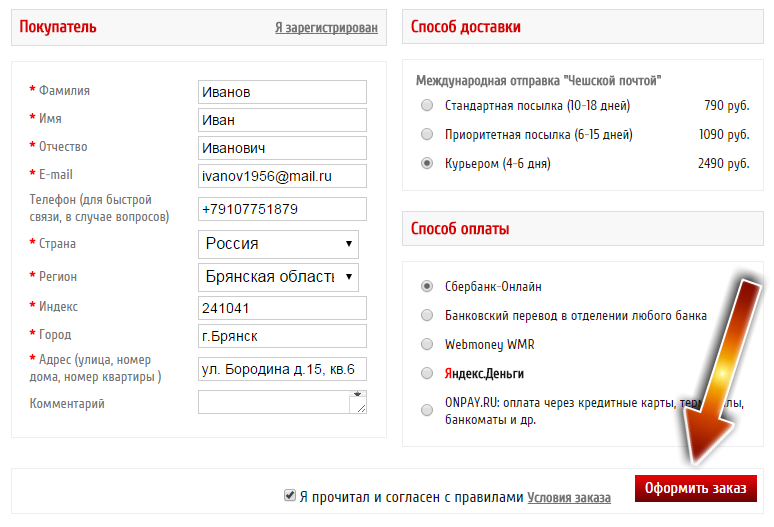 Покупатель
Я зарегистрирован
* Фамилия
Иванов
* Имя
Иван
* Отчество
Иванович
* E-mail
ivanov1956@mail.ru
Телефон (для быстрой
связи, в случае вопросов)
+79107751879
* Страна
Россия
* Регион
Брянская область
* Индекс
241041
* Город
г.Брянск
* Адрес (улица, номер
дома, номер квартиры )
ул. Бородина д.15, кв.6
Комментарий
Способ доставки
Международная отправка "Чешской почтой"
Стандартная посылка (10-18 дней) 790 руб.
Приоритетная посылка (6-15 дней) 1090 руб.
Курьером (4-6 дня) 2490 руб.
Способ оплаты
Сбербанк-Онлайн
Банковский перевод в отделении любого банка
Webmoney WMR
Яндекс.Деньги
ONPAY.RU: оплата через кредитные карты,
банкоматы и др.
Я прочитал и согласен с правилами Условия заказа
Оформить заказ